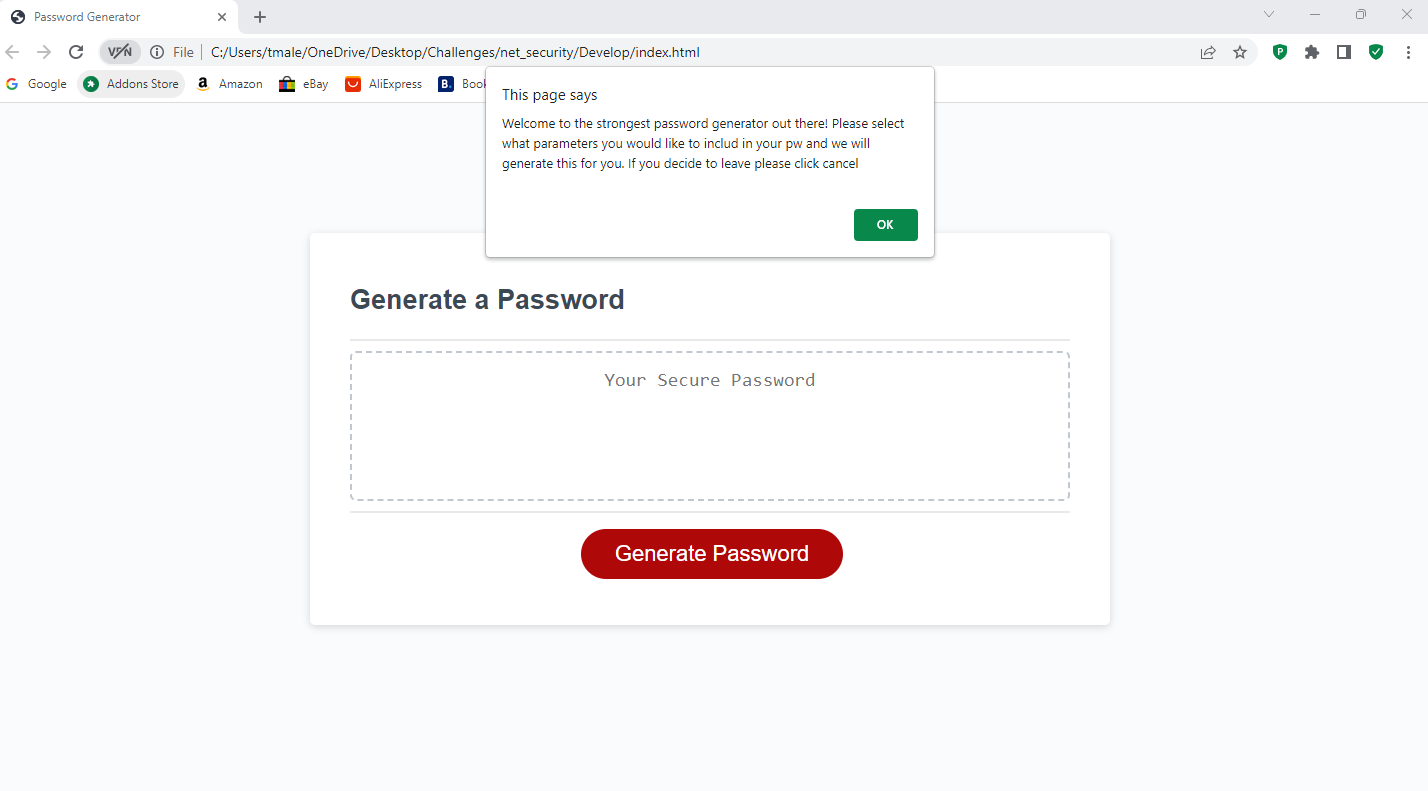 Password Generator
VPN
File
C:/Users/tmale/OneDrive/Desktop/Challenges/net_security/Develop/index.html
P
G Google
Addons Store
a Amazon
eBay
AliExpress
B. Book
This page says
Welcome to the strongest password generator out there! Please select
what parameters you would like to includ in your pw and we will
generate this for you. If you decide to leave please click cancel
OK
Generate a Password
Your Secure Password
Generate Password